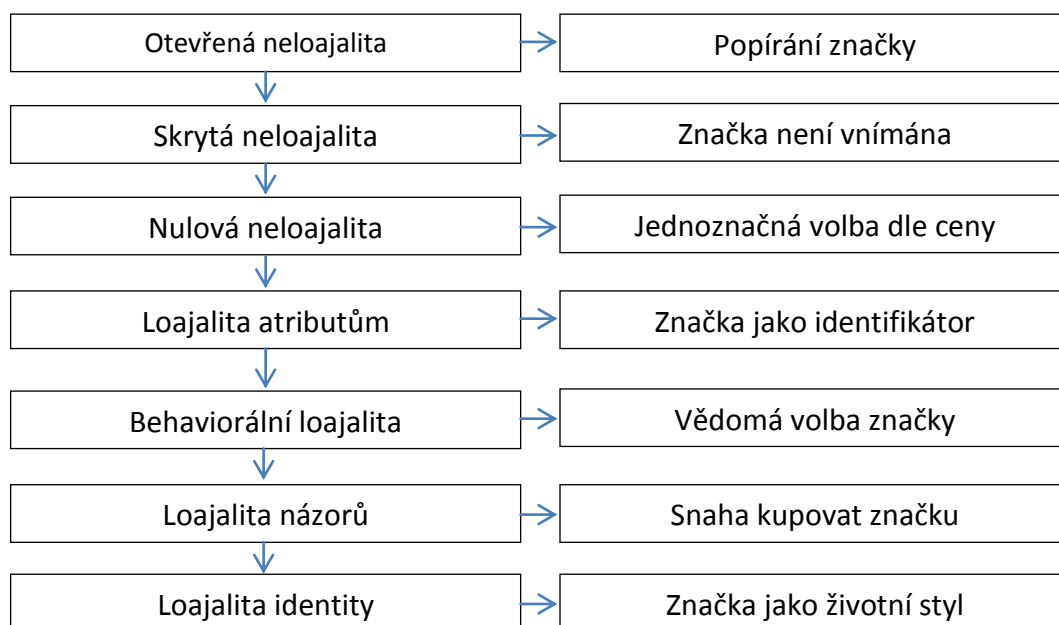 Otevřená neloajalita
Popírání značky
Skrytá neloajalita
Značka není vnímána
Nulová neloajalita
Jednoznačná volba dle ceny
Loajalita atributům
Značka jako identifikátor
Behaviorální loajalita
Vědomá volba značky
Loajalita názorů
Snaha kupovat značku
Loajalita identity
Značka jako životní styl